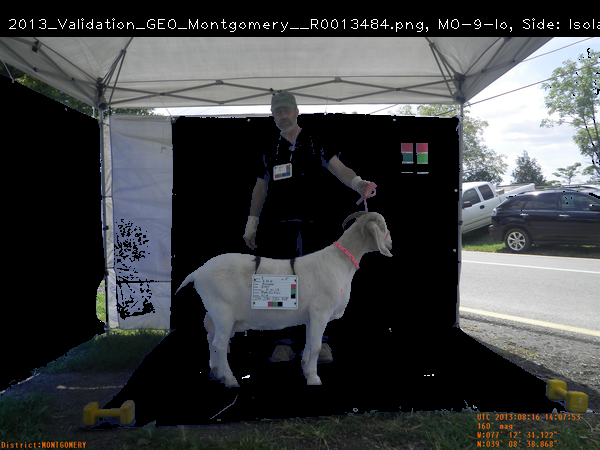 2013_Validation_GEO_Montgomery__R0013484.png, MO-9-Io, Side: Isola
UTC 2013:08:16 14:07:53
160° mag
W:077° 12' 31.122"
N:039° 08' 38.868"
District:MONTGOMERY